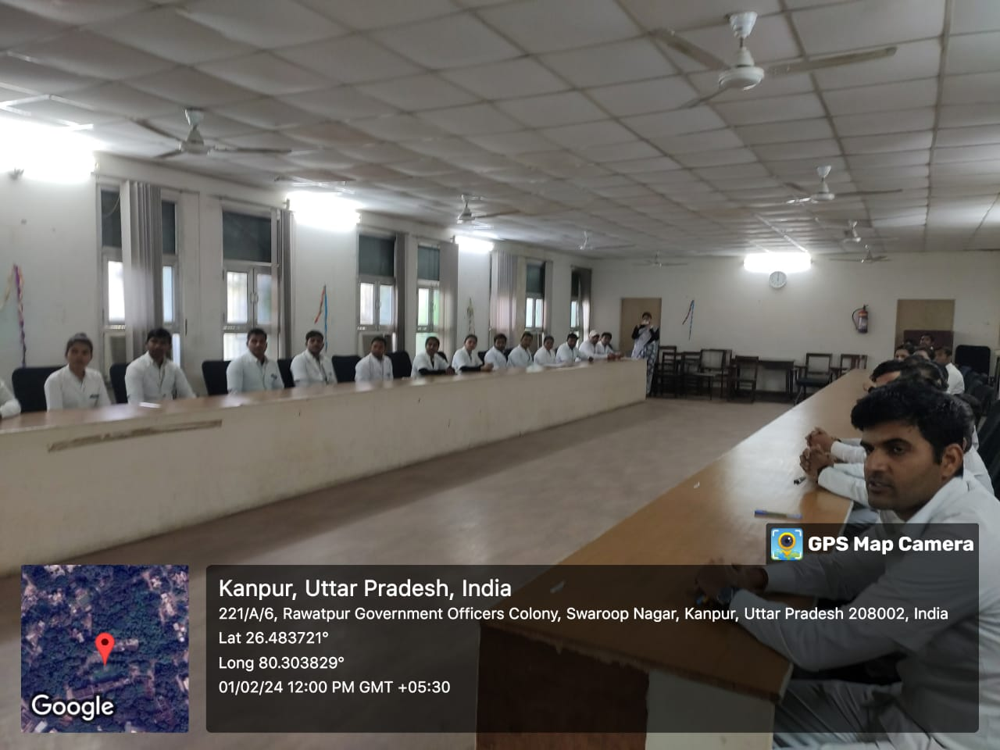 GPS Map Camera
Kanpur, Uttar Pradesh, India
221/A/6, Rawatpur Government Officers Colony, Swaroop Nagar, Kanpur, Uttar Pradesh 208002, India
Lat 26.483721°
Long 80.303829°
01/02/24 12:00 PM GMT +05:30
Google